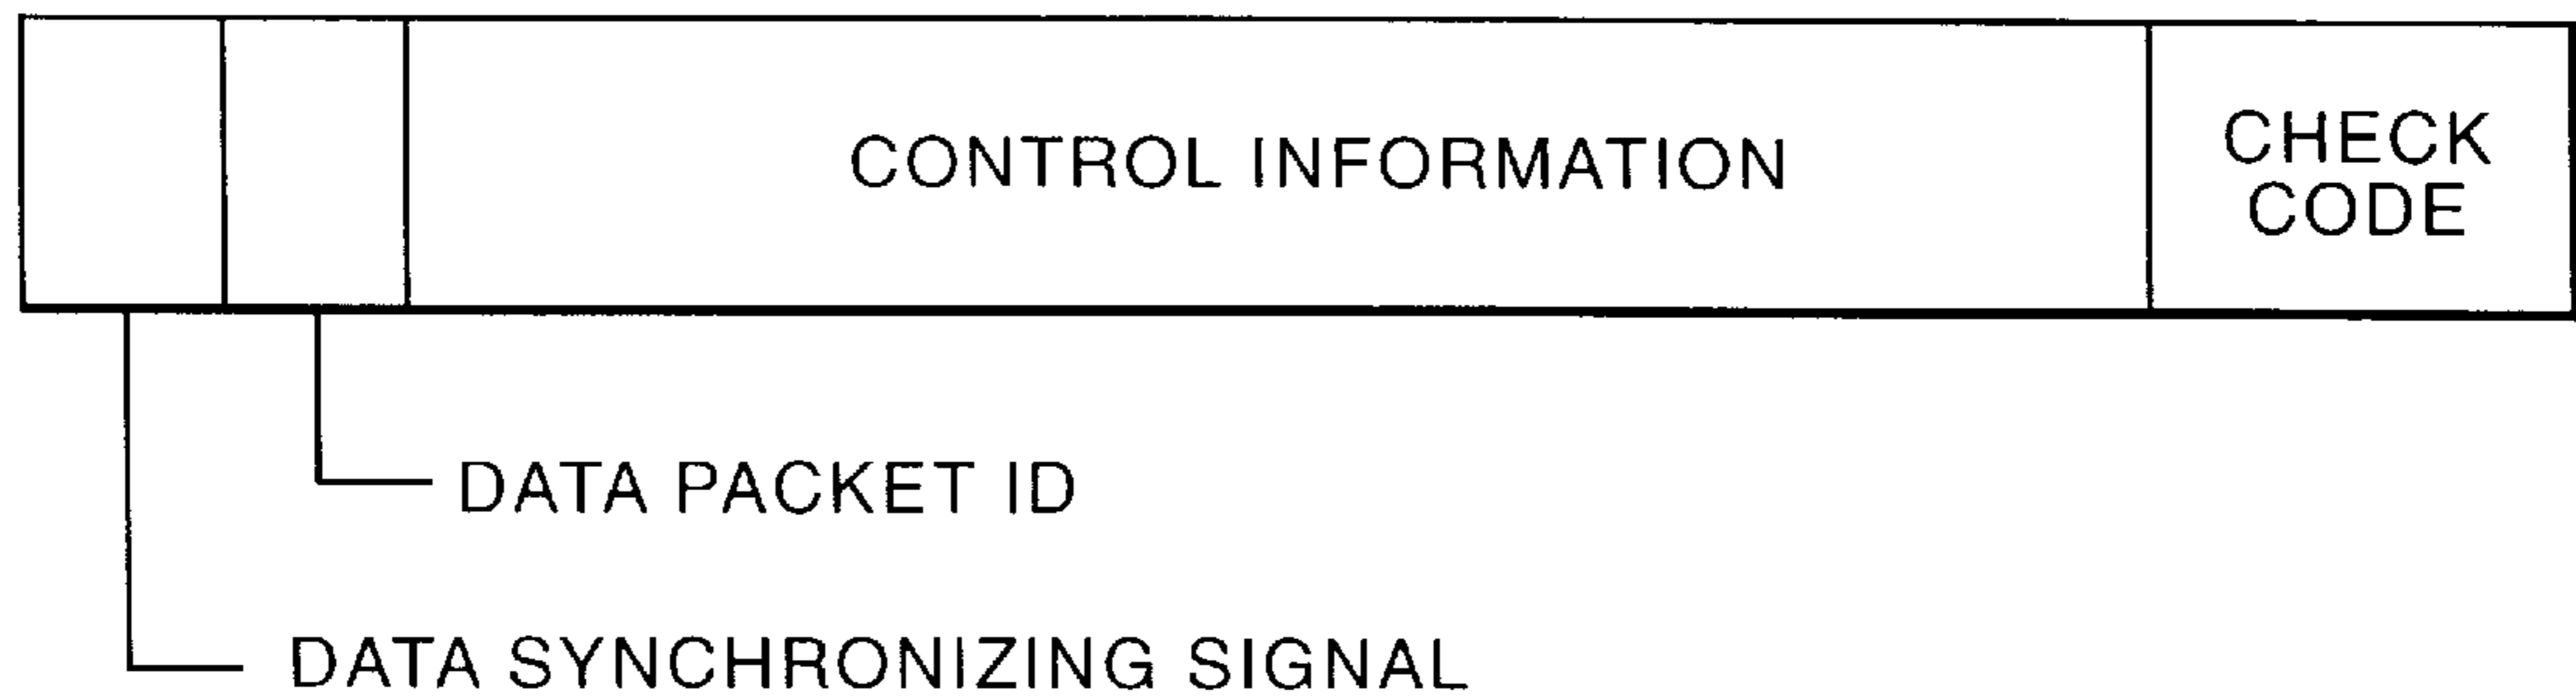 CONTROL INFORMATION
CHECK
CODE
DATA PACKET ID
DATA SYNCHRONIZING SIGNAL